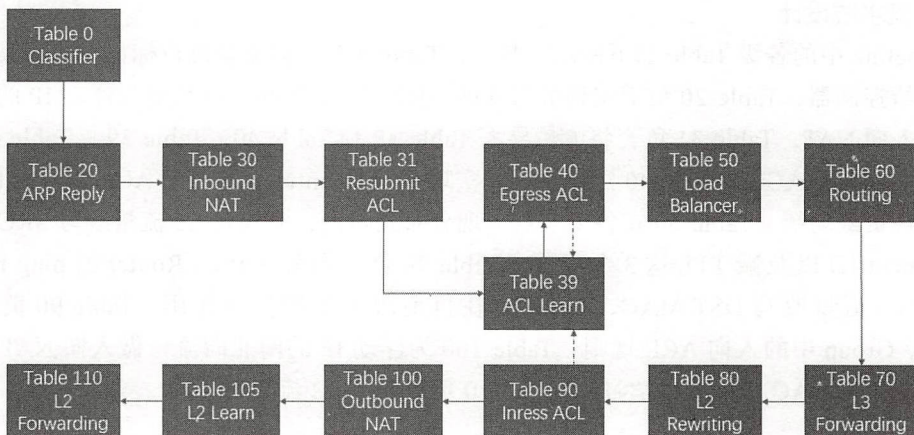 Table 0
Classifier
Table 20
ARP Reply
Table 30
Inbound
NAT
Table 31
Resubmit
ACL
Table 40
Egress ACL
Table 50
Load
Balancer
Table 60
Routing
Table 39
ACL Learn
Table 110
L2
Forwarding
Table 105
L2 Learn
Table 100
Outbound
NAT
Table 90
Inress ACL
Table 80
L2
Rewriting
Table 70
L3
Forwarding